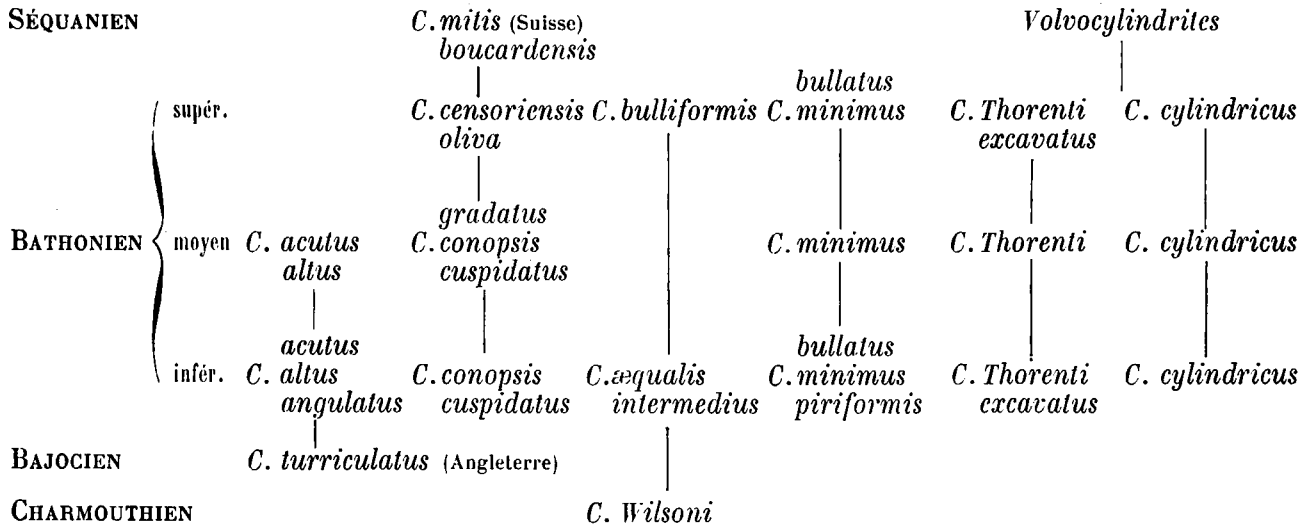 SÉQUANIEN C. mitis (Suisse) Volvocylindrites
boucardensis
bullatus
supér. C. censoriensis C. bulliformis C. minimus C. Thorenti C. cylindricus
oliva excavatus
gradatus
BATHONIEN moyen C. acutus C. conopsis C. minimus C. Thorenti C. cylindricus
altus cuspidatus
acutus bullatus
infér. C. altus C. conopsis C. æqualis C. minimus C. Thorenti C. cylindricus
angulatus cuspidatus intermedius piriformis excavatus
BAJOCIEN C. turriculatus (Angleterre)
CHARMOUTHIEN C. Wilsoni